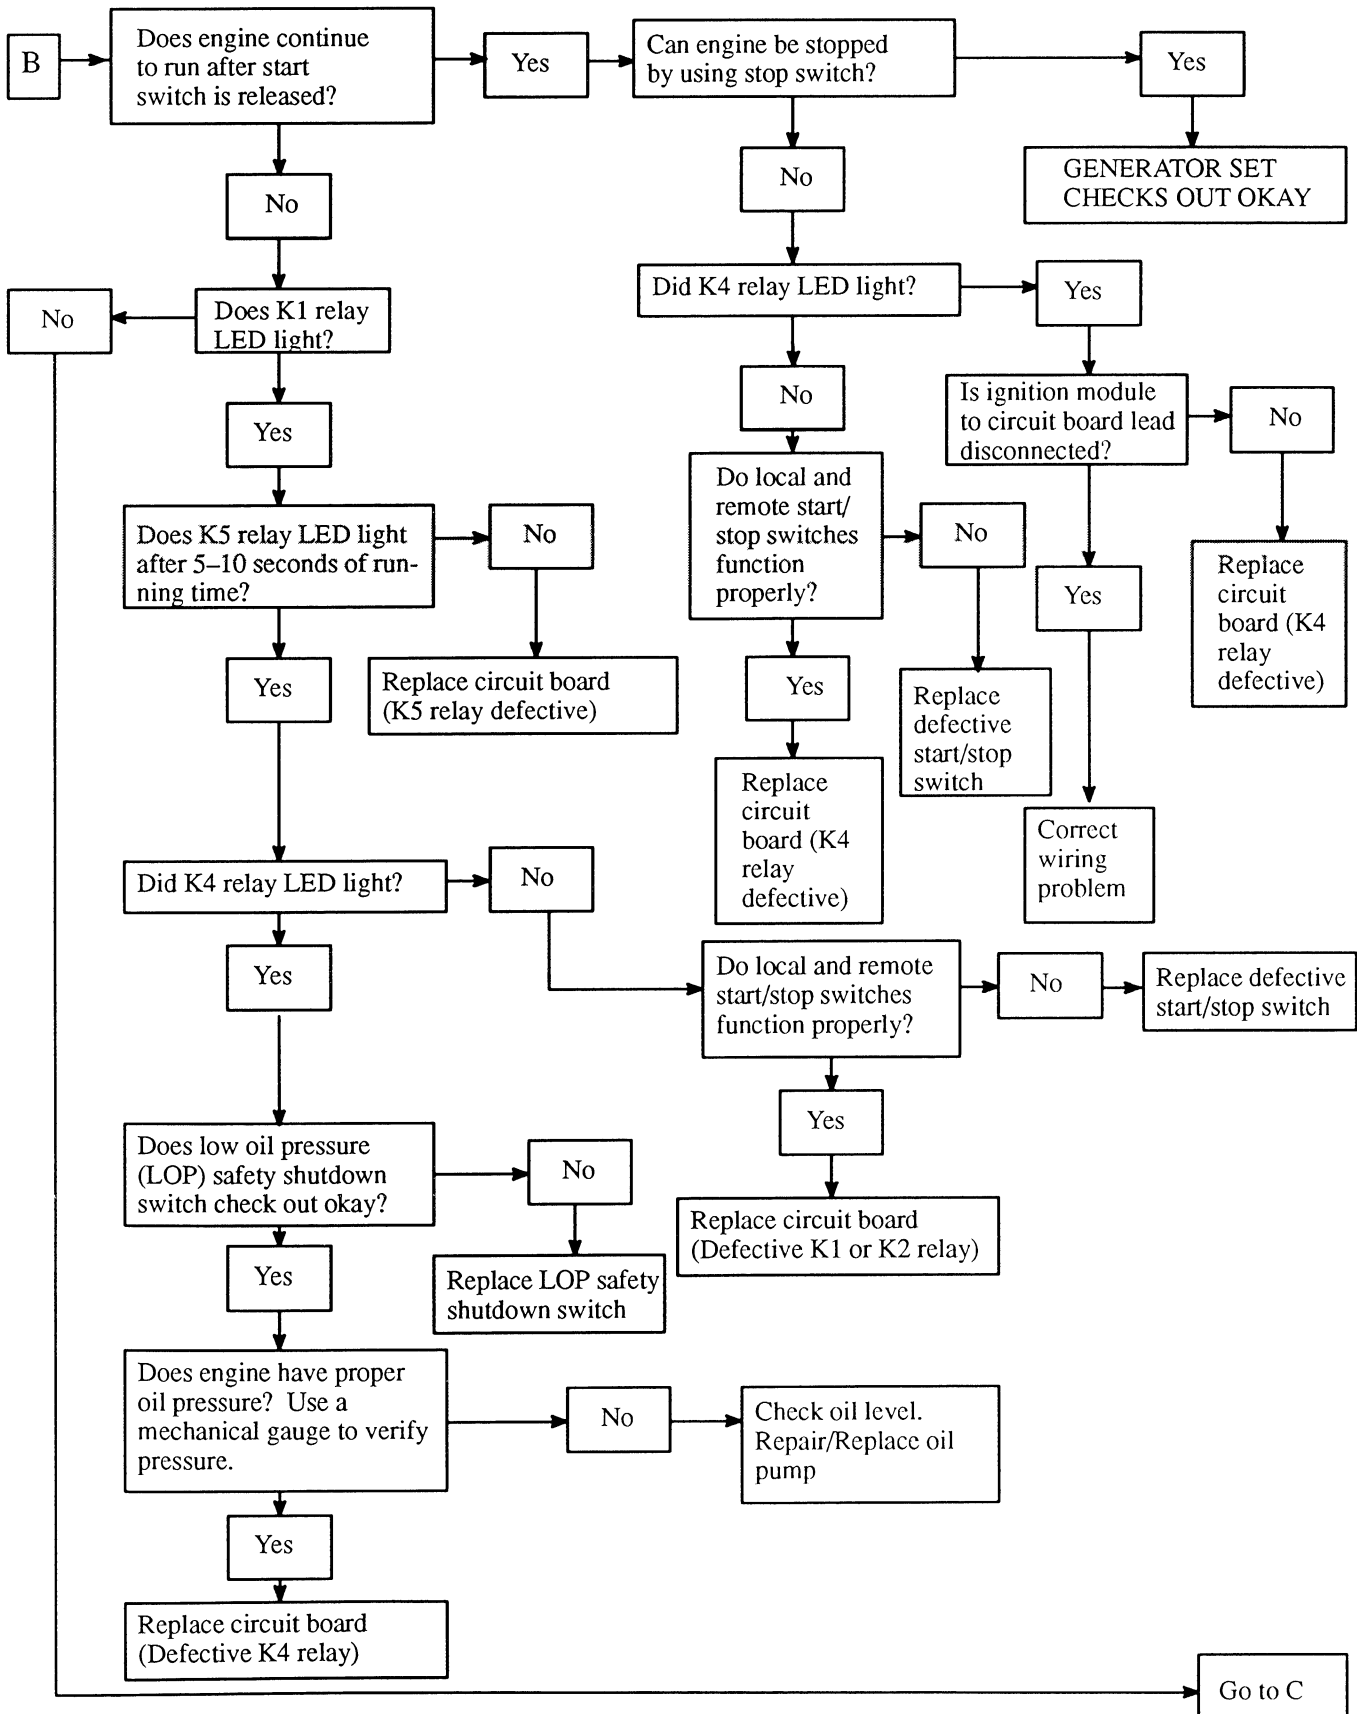 B
Does engine continue
to run after start
switch is released?
Yes
Can engine be stopped
by using stop switch?
Yes
No
No
GENERATOR SET
CHECKS OUT OKAY
No
Does K1 relay
LED light?
Did K4 relay LED light?
Yes
Yes
No
Is ignition module
to circuit board lead
disconnected?
No
Does K5 relay LED light
after 5–10 seconds of run-
ning time?
No
Do local and
remote start/
stop switches
function
properly?
No
Yes
Replace
circuit
board (K4
relay
defective)
Yes
Replace circuit board
(K5 relay defective)
Yes
Replace
defective
start/stop
switch
Replace
circuit
board (K4
relay
defective)
Correct
wiring
problem
Did K4 relay LED light?
No
Yes
Do local and remote
start/stop switches
function properly?
No
Replace defective
start/stop switch
Yes
Does low oil pressure
(LOP) safety shutdown
switch check out okay?
No
Replace circuit board
(Defective K1 or K2 relay)
Yes
Replace LOP safety
shutdown switch
Does engine have proper
oil pressure? Use a
mechanical gauge to verify
pressure.
No
Check oil level.
Repair/Replace oil
pump
Yes
Replace circuit board
(Defective K4 relay)
Go to C